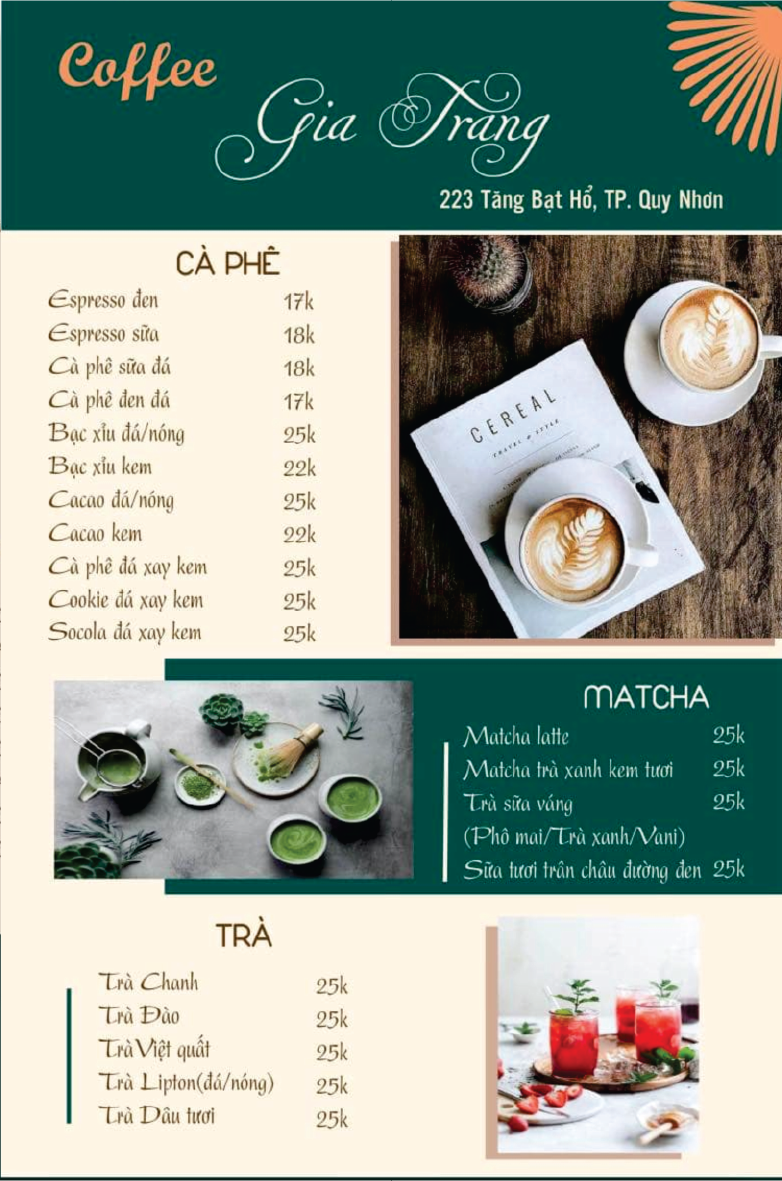 Coffee
Gia Trang
223 Tăng Bạt Hổ, TP. Quy Nhơn
CÀ PHÊ
Espresso đen 17k
Espresso sữa 18k
Cà phê sữa đá 18k
Cà phê đen đá 17k
Bạc xỉu đá/nóng 25k
Bạc xỉu kem 22k
Cacao đá/nóng 25k
Cacao kem 22k
Cà phê đá xay kem 25k
Cookie đá xay kem 25k
Socola đá xay kem 25k
CEREAL
TRAVEL & STYLE
MATCHA
Matcha latte 25k
Matcha trà xanh kem tươi 25k
Trà sữa váng 25k
(Phô mai/Trà xanh/Vani)
Sữa tươi trân châu đường đen 25k
TRÀ
Trà Chanh 25k
Trà Đào 25k
Trà Việt quất 25k
Trà Lipton(đá/nóng) 25k
Trà Dâu tươi 25k